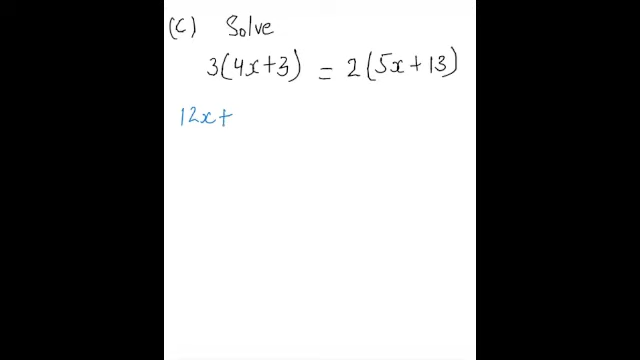 (C) Solve
3(4x+3) = 2(5x+13)
12x+